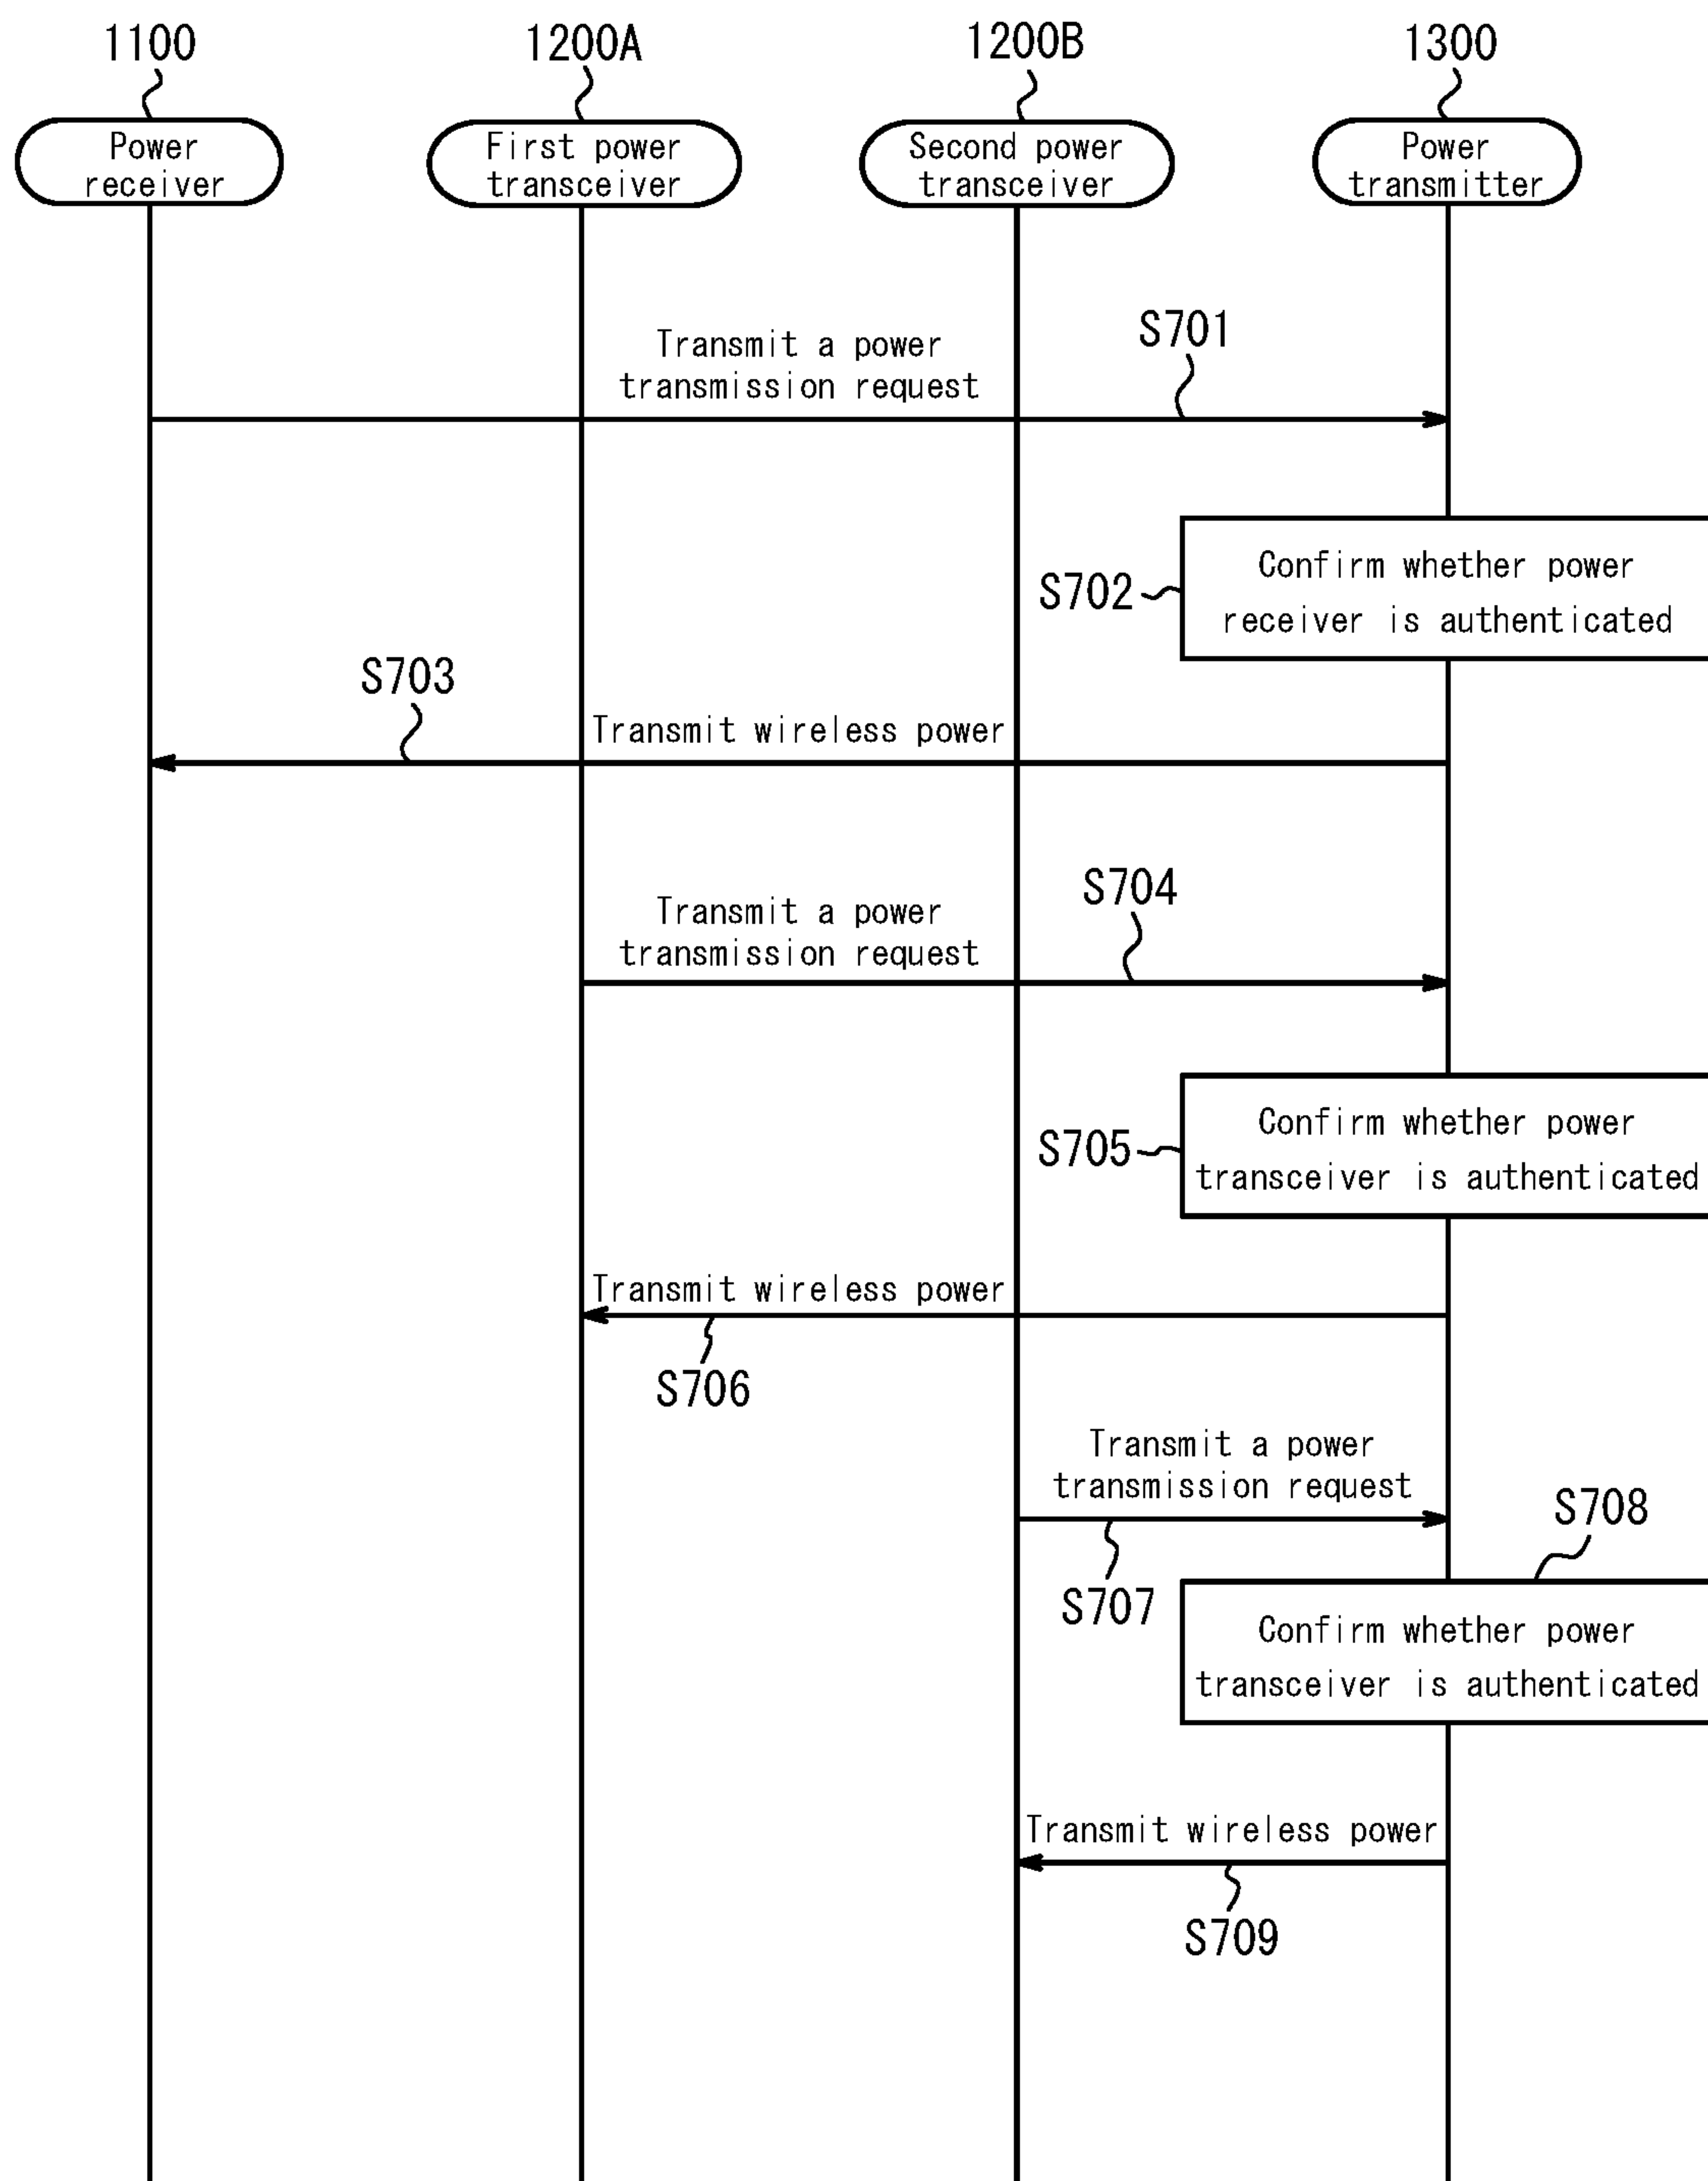 1100
1200A
1200B
1300
Power
receiver
First power
transceiver
Second power
transceiver
Power
transmitter
Transmit a power
transmission request
S701
S702
Confirm whether power
receiver is authenticated
S703
Transmit wireless power
Transmit a power
transmission request
S704
S705
Confirm whether power
transceiver is authenticated
Transmit wireless power
S706
Transmit a power
transmission request
S707
S708
Confirm whether power
transceiver is authenticated
Transmit wireless power
S709